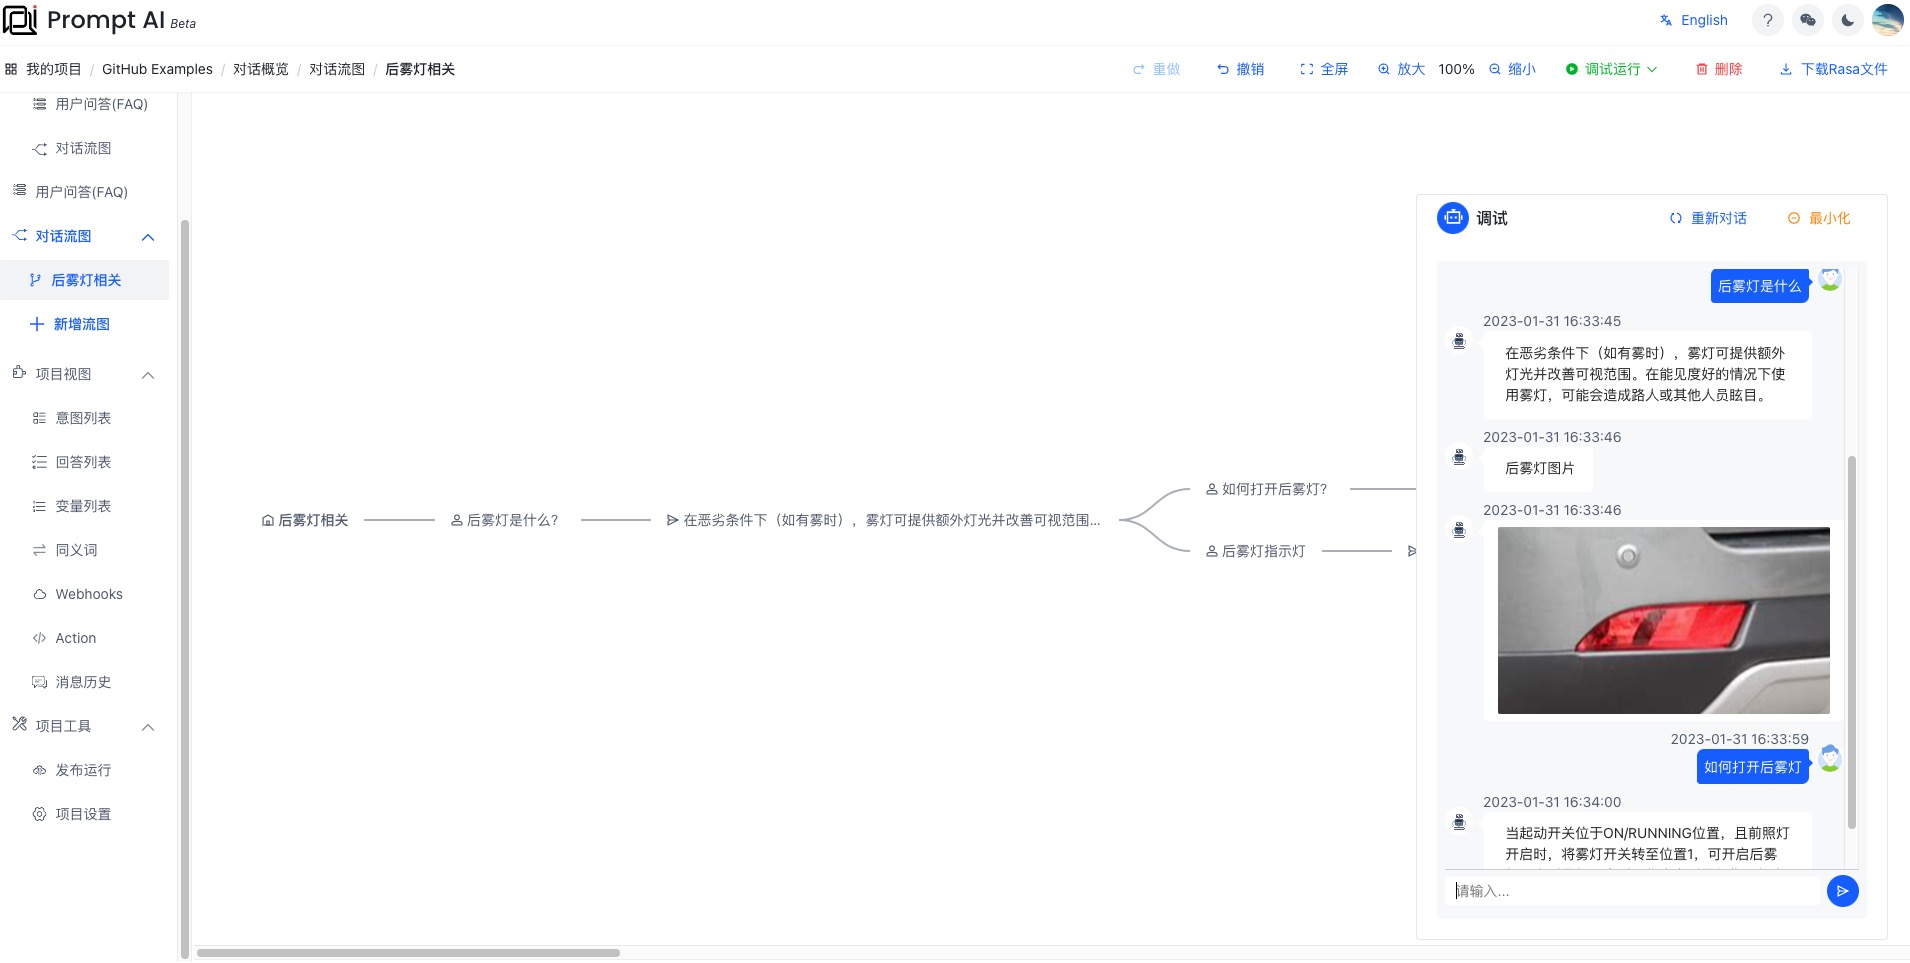 Prompt AI Beta
English
?
我的项目 / GitHub Examples / 对话概览 / 对话流图 / 后雾灯相关
重做 撤销 全屏 放大 100% 缩小 调试运行 删除 下载Rasa文件
用户问答(FAQ)
对话流图
用户问答(FAQ)
对话流图
后雾灯相关
新增流图
项目视图
意图列表
回答列表
变量列表
同义词
Webhooks
Action
消息历史
项目工具
发布运行
项目设置
后雾灯相关
后雾灯是什么?
在恶劣条件下（如有雾时），雾灯可提供额外灯光并改善可视范围...
如何打开后雾灯?
后雾灯指示灯
调试
重新对话
最小化
后雾灯是什么
2023-01-31 16:33:45
在恶劣条件下（如有雾时），雾灯可提供额外
灯光并改善可视范围。在能见度好的情况下使
用雾灯，可能会造成路人或其他人员眩目。
2023-01-31 16:33:46
后雾灯图片
2023-01-31 16:33:46
2023-01-31 16:33:59
如何打开后雾灯
2023-01-31 16:34:00
当起动开关位于ON/RUNNING位置，且前照灯
开启时，将雾灯开关转至位置1，可开启后雾
请输入...